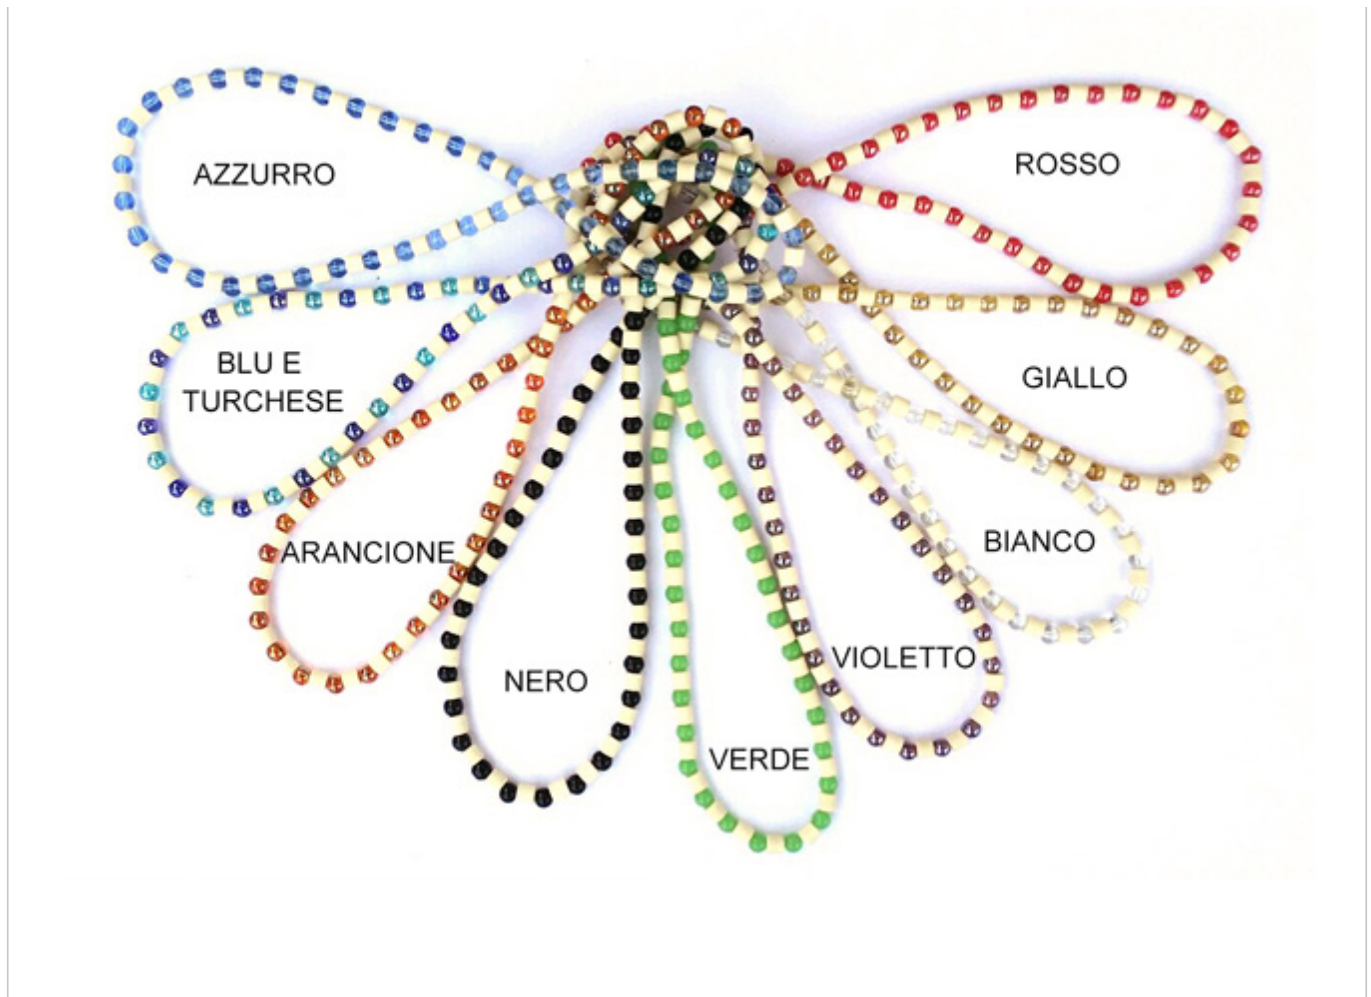 AZZURRO
ROSSO
BLU E
TURCHESE
GIALLO
ARANCIONE
BIANCO
NERO
VIOLETTO
VERDE